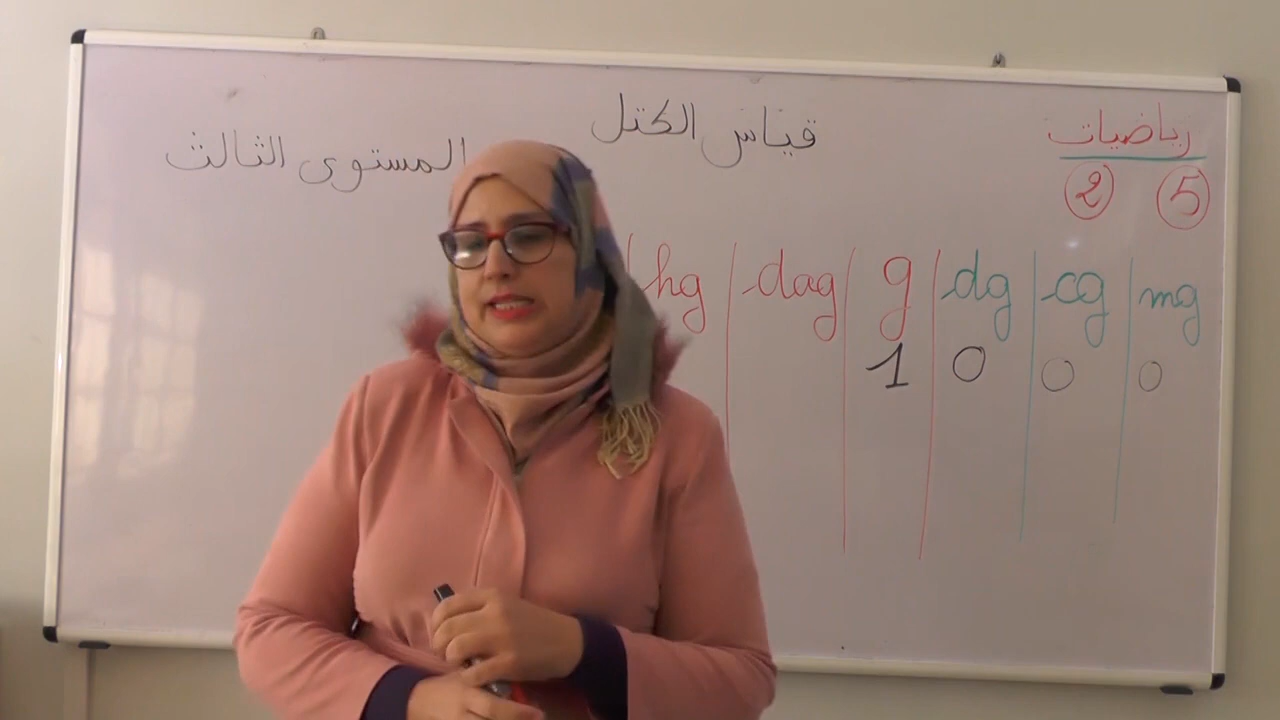 رياضيات
5 2
قياس الكتل
المستوى الثالث
hg dag g dg cg mg
1 0 0 0